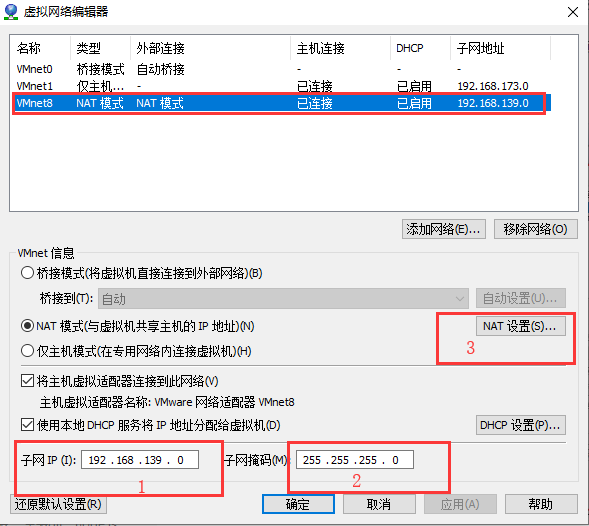 虚拟网络编辑器
名称 类型 外部连接 主机连接 DHCP 子网地址
VMnet0 桥接模式 自动桥接 - - -
VMnet1 仅主机... - 已连接 已启用 192.168.173.0
VMnet8 NAT 模式 NAT 模式 已连接 已启用 192.168.139.0
添加网络(E)... 移除网络(O)
VMnet 信息
桥接模式(将虚拟机直接连接到外部网络)(B)
桥接到(T): 自动 自动设置(U)...
NAT 模式(与虚拟机共享主机的 IP 地址)(N) NAT 设置(S)...
3
仅主机模式(在专用网络内连接虚拟机)(H)
将主机虚拟适配器连接到此网络(V)
主机虚拟适配器名称: VMware 网络适配器 VMnet8
使用本地 DHCP 服务将 IP 地址分配给虚拟机(D) DHCP 设置(P)...
子网 IP (I): 192 . 168 . 139 . 0 子网掩码(M): 255 . 255 . 255 . 0
1 2
还原默认设置(R) 确定 取消 应用(A) 帮助